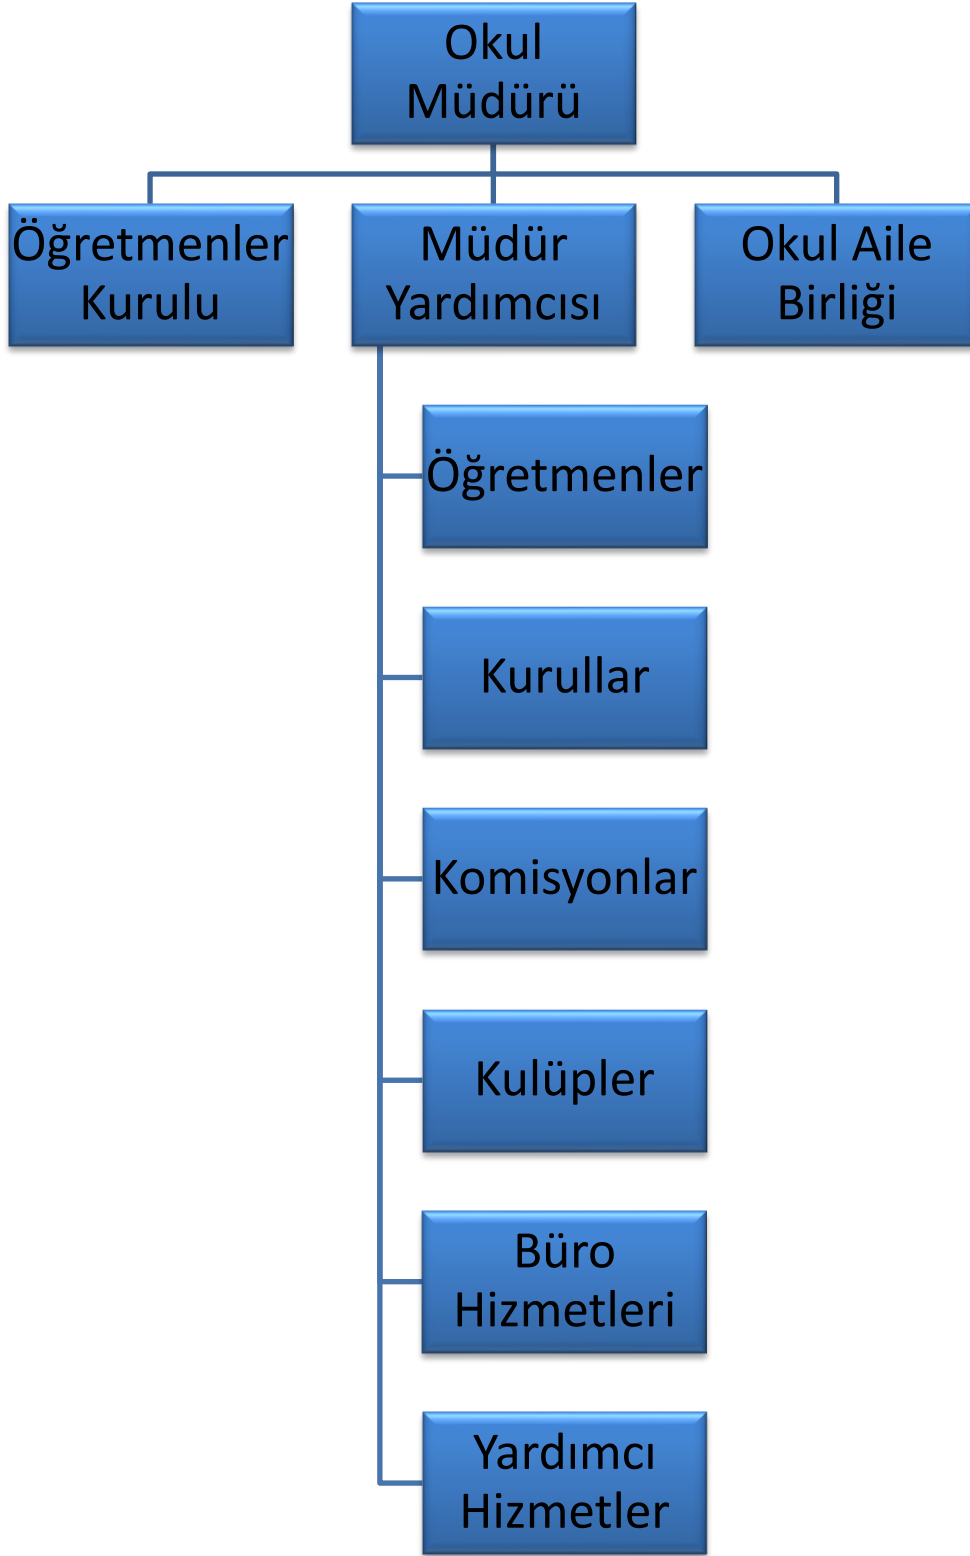 Okul
Müdürü
Öğretmenler
Kurulu
Müdür
Yardımcısı
Okul Aile
Birliği
Öğretmenler
Kurullar
Komisyonlar
Kulüpler
Büro
Hizmetleri
Yardımcı
Hizmetler